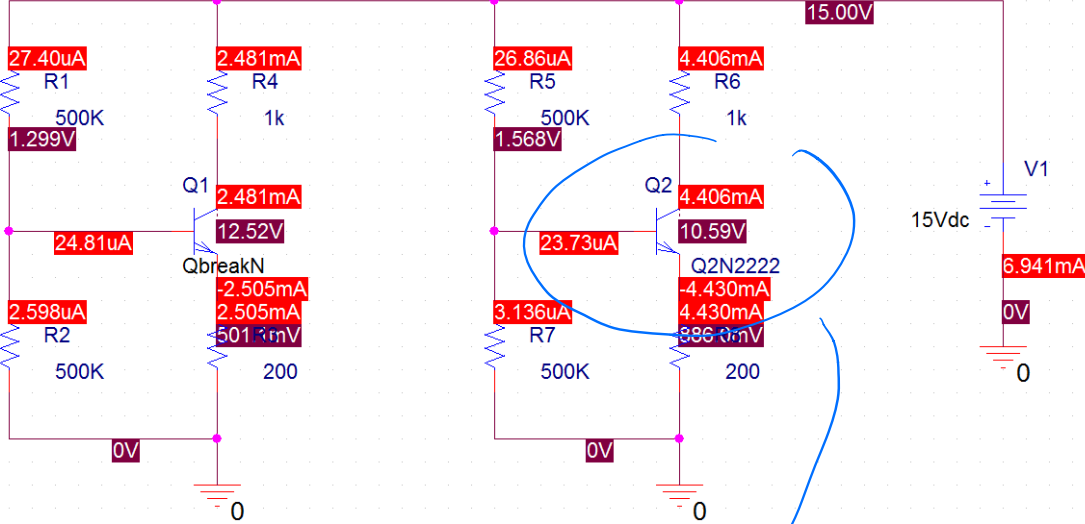 15.00V
27.40uA
2.481mA
26.86uA
4.406mA
R1
R4
R5
R6
500K
1k
500K
1k
1.299V
1.568V
V1
Q1
2.481mA
Q2
4.406mA
+
15Vdc
-
12.52V
10.59V
24.81uA
23.73uA
QbreakN
Q2N2222
6.941mA
-2.505mA
-4.430mA
2.598uA
2.505mA
3.136uA
4.430mA
0V
R2
R7
500K
200
500K
200
0
0V
0V
0
0